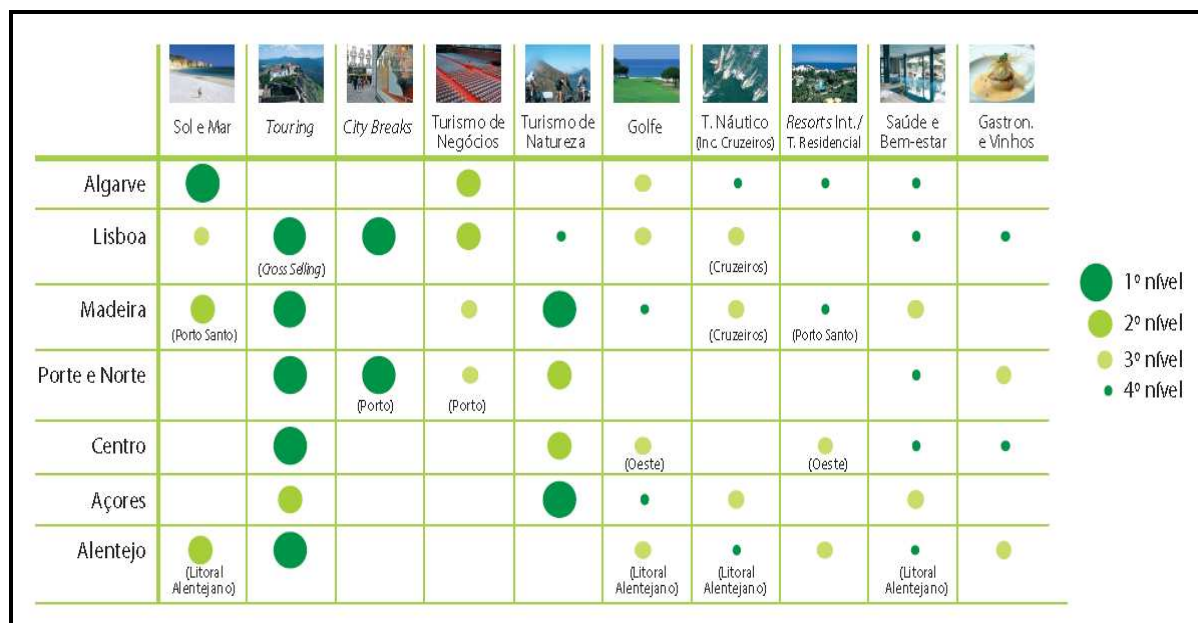 Sol e Mar
Touring
City Breaks
Turismo de
Negócios
Turismo de
Natureza
Golfe
T. Náutico
(Inc. Cruzeiros)
Resorts Int./
T. Residencial
Saúde e
Bem-estar
Gastron.
e Vinhos
Algarve
Lisboa
(Cross Selling)
(Cruzeiros)
Madeira
(Porto Santo)
(Cruzeiros)
(Porto Santo)
Porte e Norte
(Porto)
(Porto)
Centro
(Oeste)
(Oeste)
Açores
Alentejo
(Litoral
Alentejano)
(Litoral
Alentejano)
(Litoral
Alentejano)
(Litoral
Alentejano)
1º nível
2º nível
3º nível
4º nível